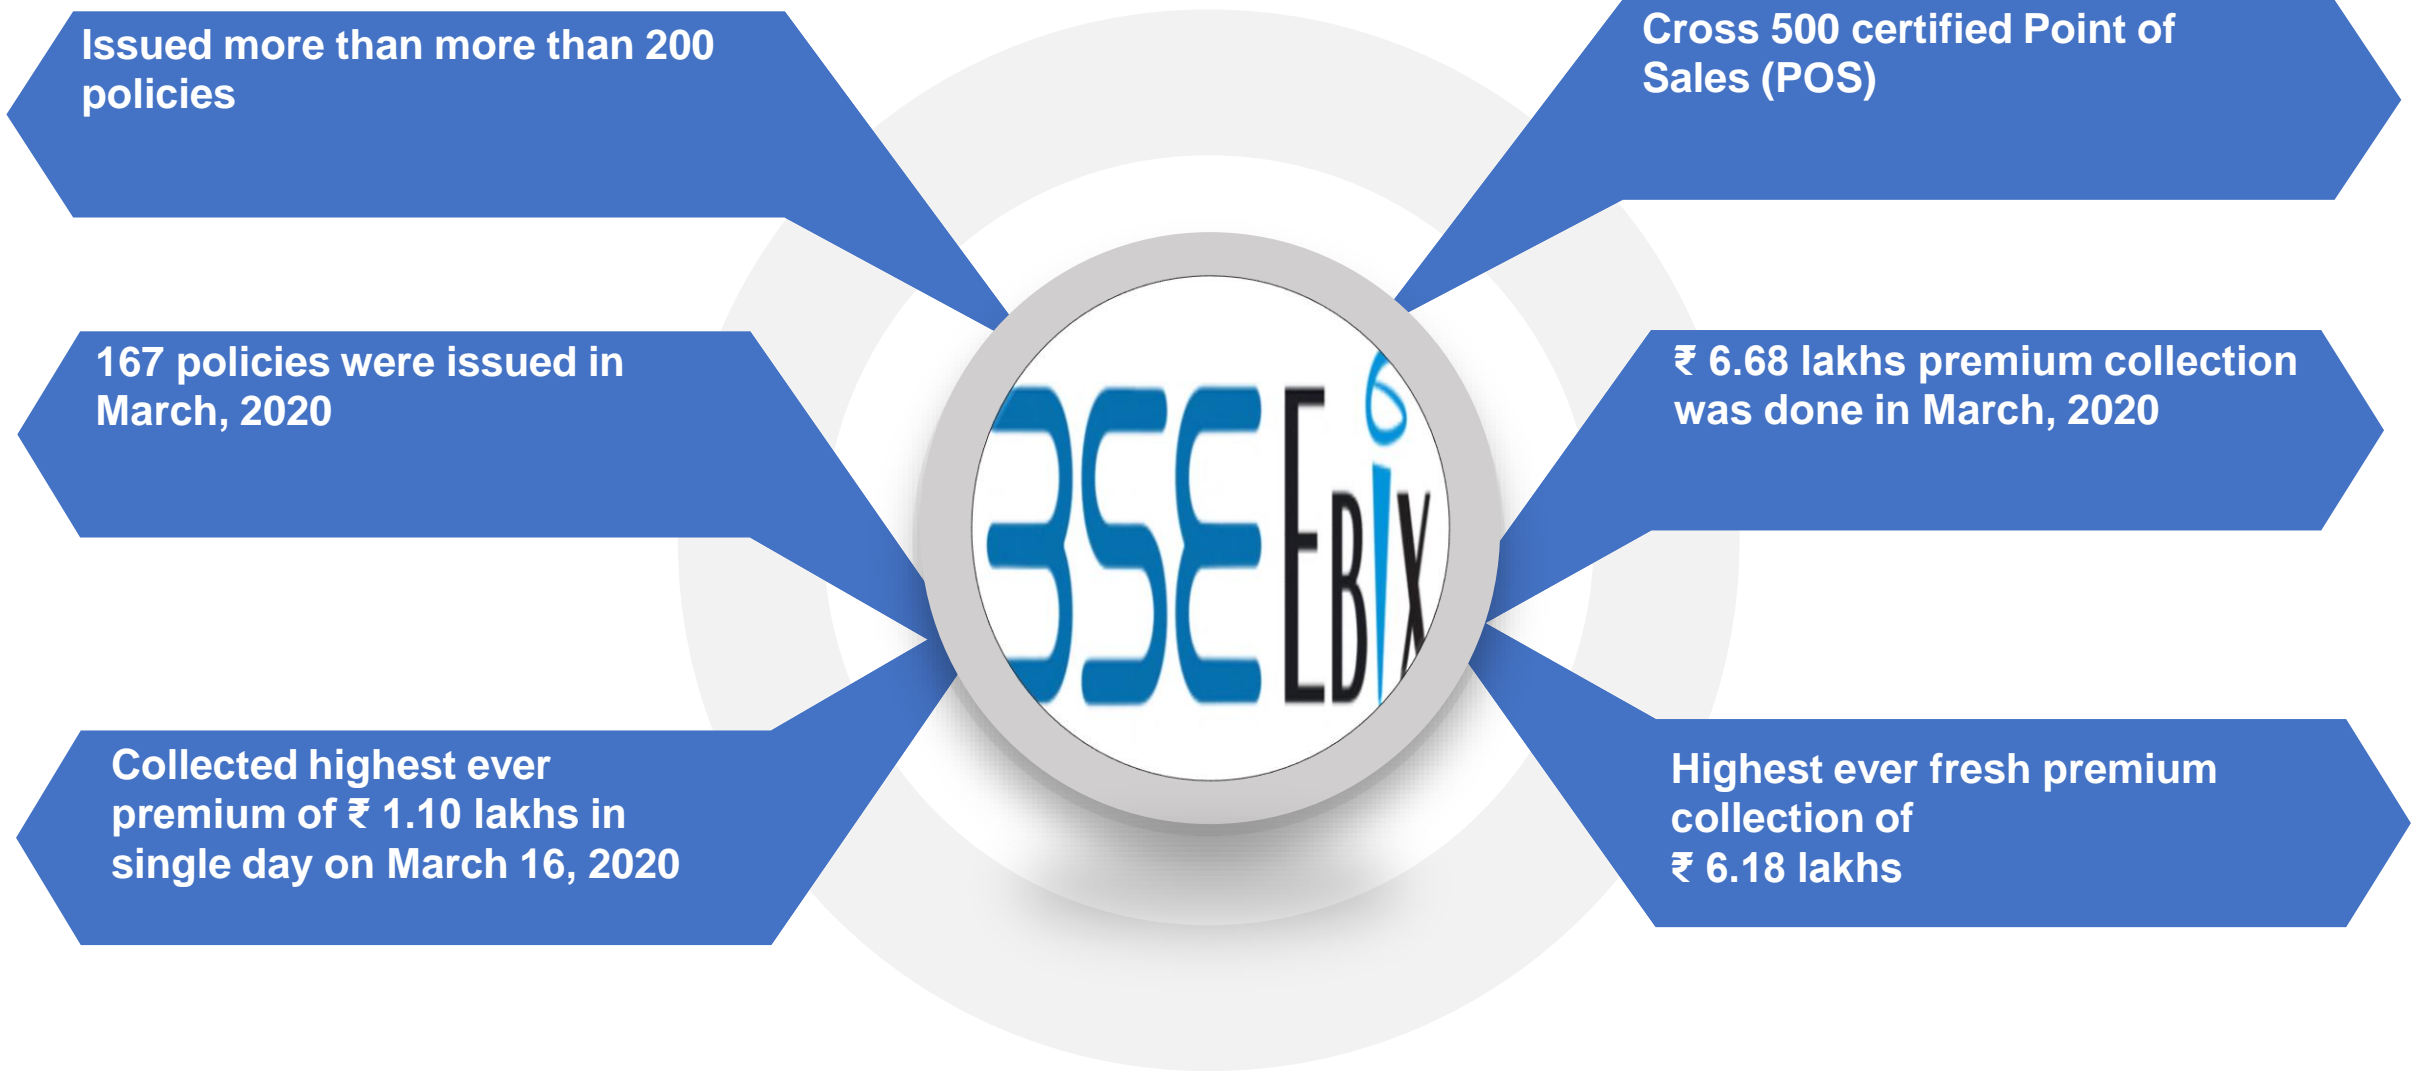 Issued more than more than 200
policies
Cross 500 certified Point of
Sales (POS)
167 policies were issued in
March, 2020
₹ 6.68 lakhs premium collection
was done in March, 2020
BSE EBIX
Collected highest ever
premium of ₹ 1.10 lakhs in
single day on March 16, 2020
Highest ever fresh premium
collection of
₹ 6.18 lakhs